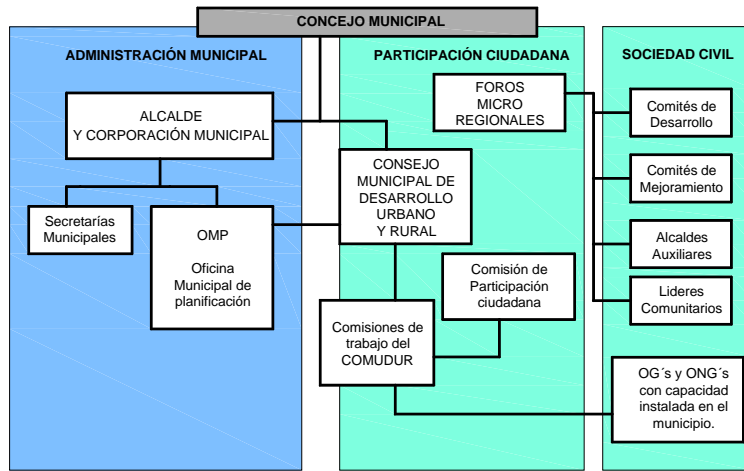 CONCEJO MUNICIPAL
ADMINISTRACIÓN MUNICIPAL
PARTICIPACIÓN CIUDADANA
SOCIEDAD CIVIL
ALCALDE
Y CORPORACIÓN MUNICIPAL
FOROS
MICRO
REGIONALES
Comités de
Desarrollo
CONSEJO
MUNICIPAL DE
DESARROLLO
URBANO
Y RURAL
Comités de
Mejoramiento
Secretarías
Municipales
OMP
Oficina
Municipal de
planificación
Alcaldes
Auxiliares
Comisión de
Participación
ciudadana
Lideres
Comunitarios
Comisiones de
trabajo del
COMUDUR
OG´s y ONG´s
con capacidad
instalada en el
municipio.